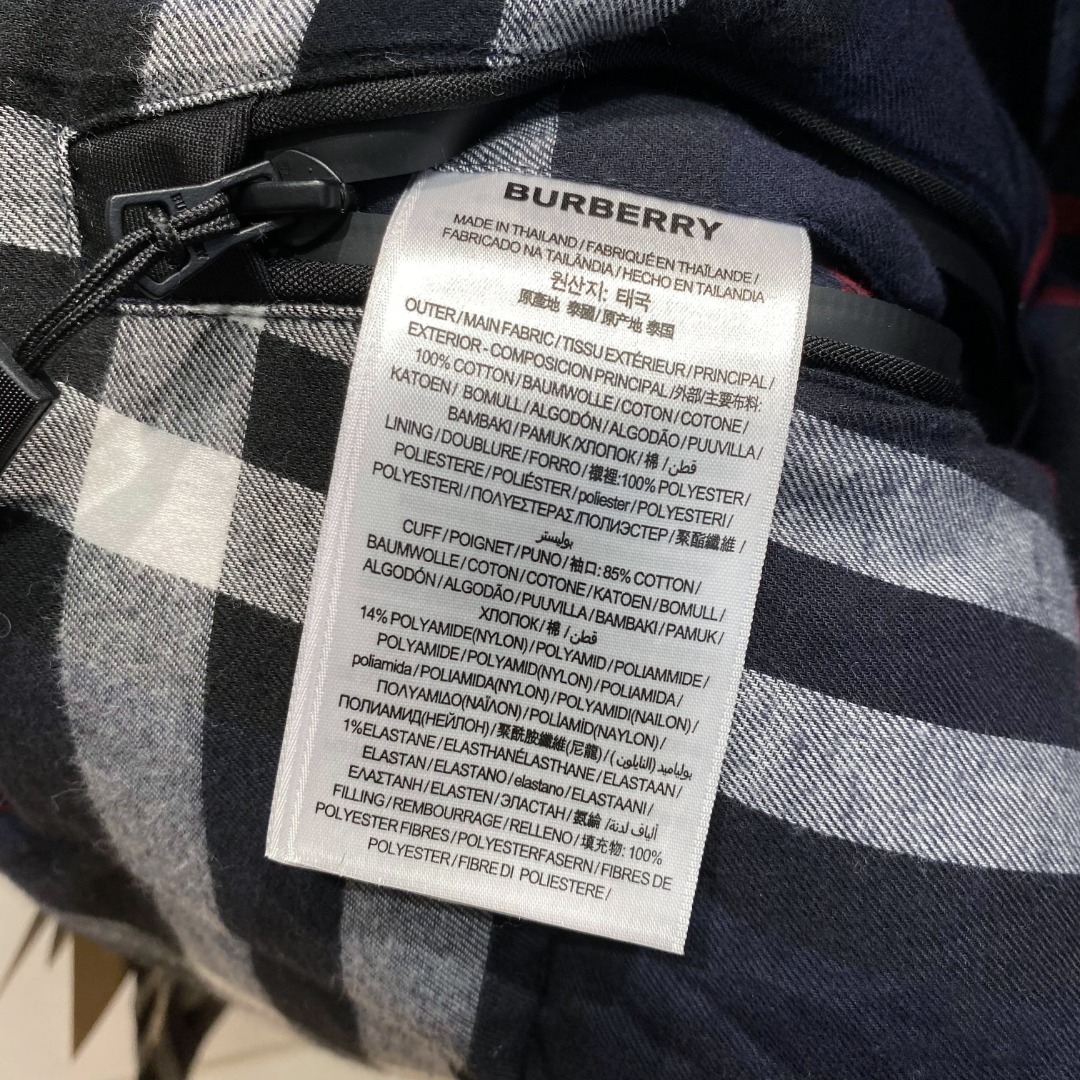 BURBERRY
MADE IN THAILAND / FABRIQUÉ EN THAÏLANDE /
FABRICADO NA TAILÂNDIA / HECHO EN TAILANDIA
원산지: 태국
原產地 泰國 / 原产地 泰国
OUTER / MAIN FABRIC / TISSU EXTÉRIEUR / PRINCIPAL /
EXTERIOR - COMPOSICION PRINCIPAL / 外部/主要布料:
100% COTTON / BAUMWOLLE / COTON / COTONE /
KATOEN / BOMULL / ALGODÓN / ALGODÃO / PUUVILLA /
BAMBAKI / PAMUK / ХЛОПОК / 棉 / قطن /
LINING / DOUBLURE / FORRO / 襯裡:100% POLYESTER /
POLIESTERE / POLIÉSTER / poliester / POLYESTERI /
POLYESTERI / ΠΟΛΥΕΣΤΕΡΑΣ / ПОЛИЭСТЕР / 聚酯纖維 /
بوليستر
CUFF / POIGNET / PUNO / 袖口: 85% COTTON /
BAUMWOLLE / COTON / COTONE / KATOEN / BOMULL /
ALGODÓN / ALGODÃO / PUUVILLA / BAMBAKI / PAMUK /
ХЛОПОК / 棉 / قطن /
14% POLYAMIDE(NYLON) / POLYAMID / POLIAMMIDE /
POLYAMIDE / POLYAMID(NYLON) / POLIAMIDA /
poliamida / POLIAMIDA(NYLON) / POLYAMIDI(NAILON) /
ΠΟΛΥΑΜΙΔΟ(ΝΑΪΛΟΝ) / POLİAMİD(NAYLON) /
ПОЛИАМИД(НЕЙЛОН) / 聚酰胺纖維(尼龍) / بولياميد (النايلون) /
1%ELASTANE / ELASTHANÉLASTHANE / ELASTAAN /
ELASTAN / ELASTANO / elastano / ELASTAANI /
ΕΛΑΣΤΑΝΗ / ELASTEN / ЭЛАСТАН / 氨綸 / ألياف لدنة /
FILLING / REMBOURRAGE / RELLENO / 填充物: 100%
POLYESTER FIBRES / POLYESTERFASERN / FIBRES DE
POLYESTER / FIBRE DI POLIESTERE /